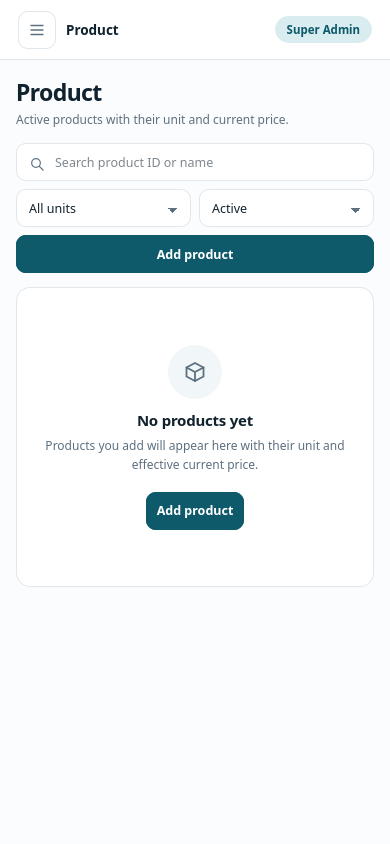 Product
Super Admin
Product
Active products with their unit and current price.
Search product ID or name
All units
Active
Add product
No products yet
Products you add will appear here with their unit and
effective current price.
Add product